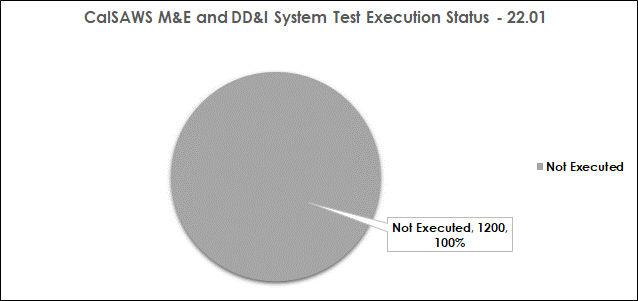 CalSAWS M&E and DD&I System Test Execution Status - 22.01
Not Executed
Not Executed, 1200,
100%